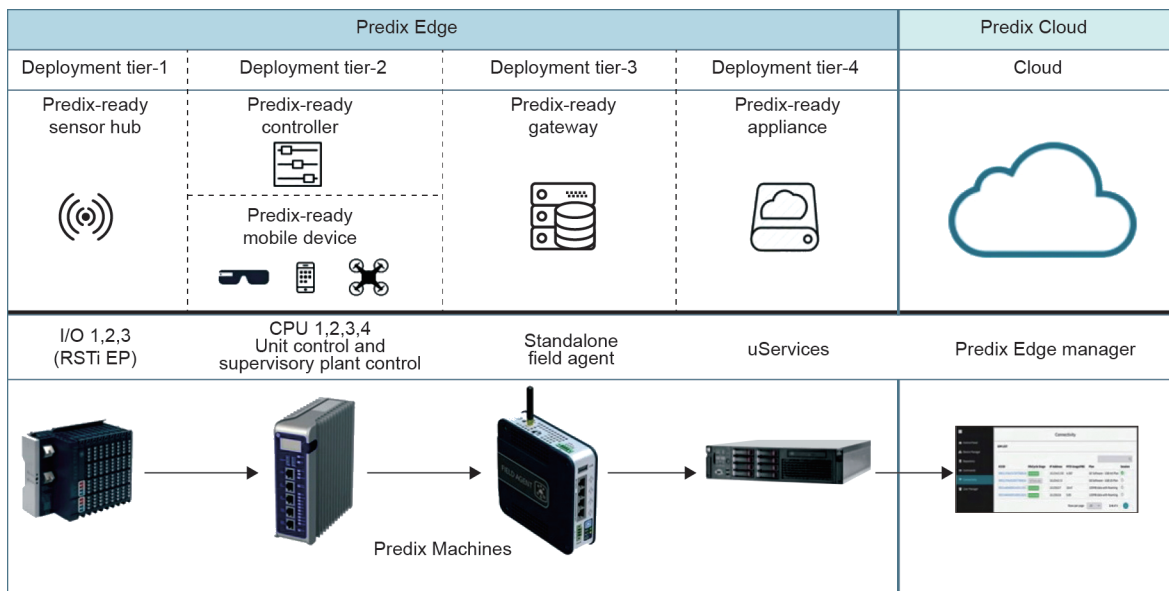 Predix Edge
Predix Cloud
Deployment tier-1
Deployment tier-2
Deployment tier-3
Deployment tier-4
Cloud
Predix-ready
sensor hub
Predix-ready
controller
Predix-ready
mobile device
Predix-ready
gateway
Predix-ready
appliance
I/O 1,2,3
(RSTi EP)
CPU 1,2,3,4
Unit control and
supervisory plant control
Standalone
field agent
uServices
Predix Edge manager
FIELD AGENT
Connectivity
Predix Machines